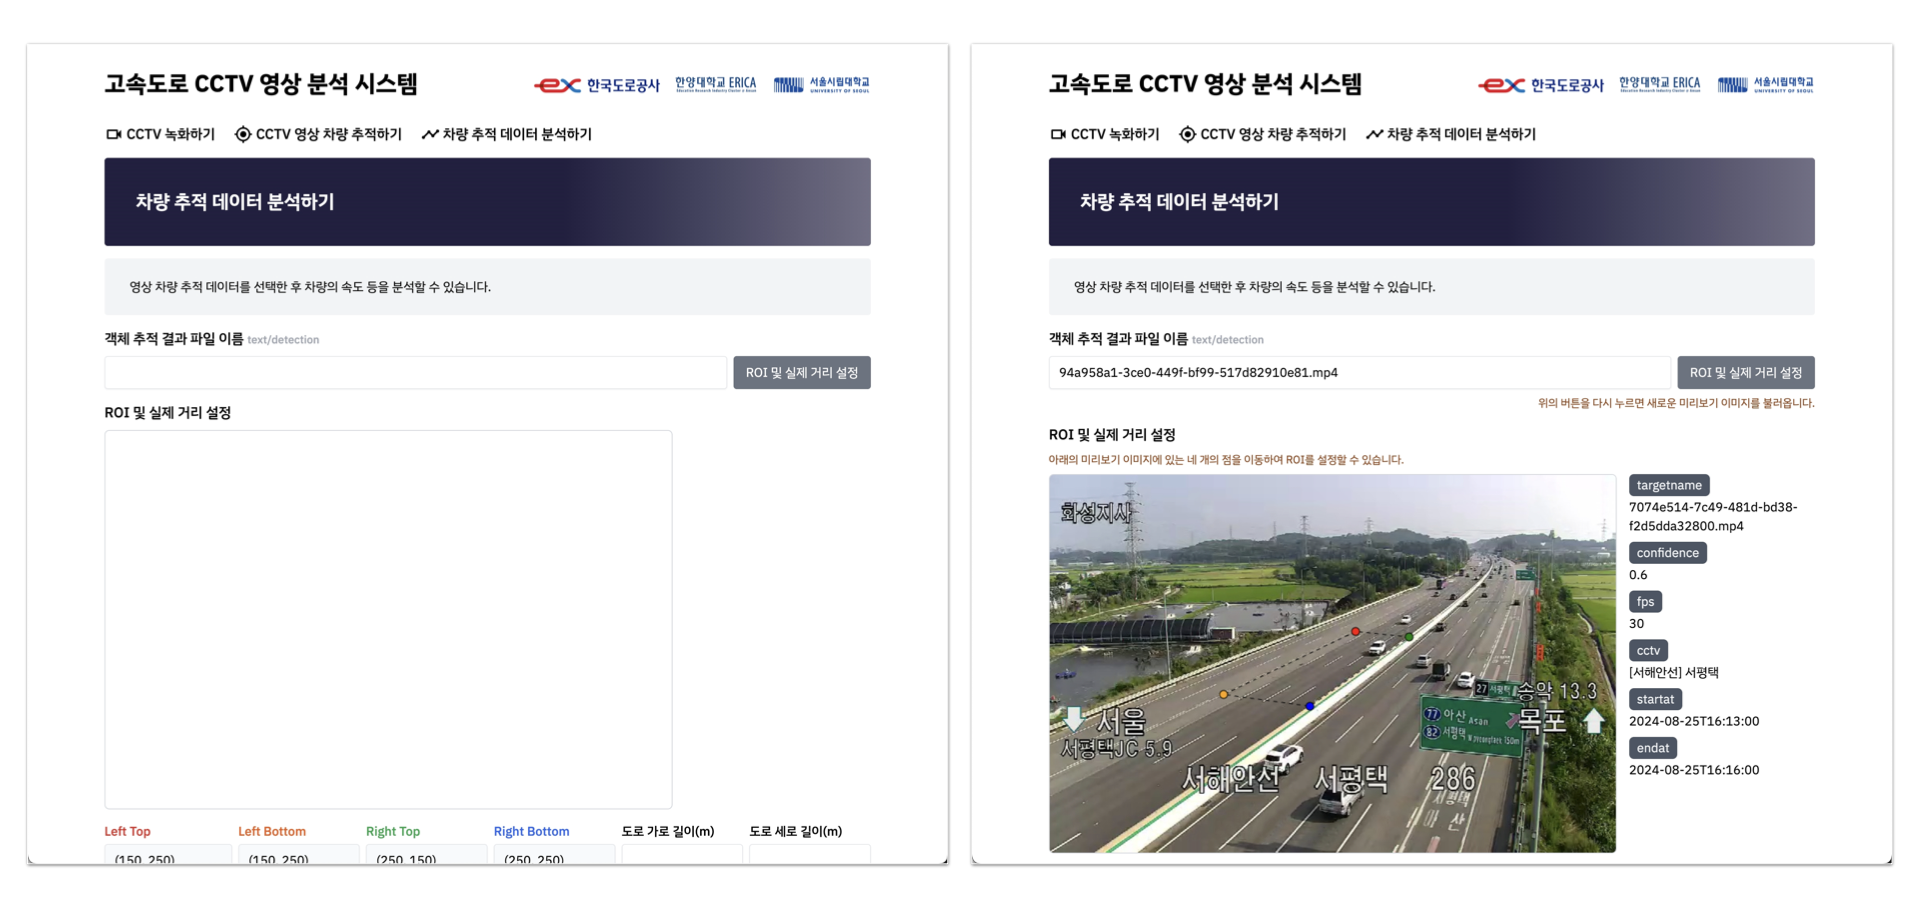 고속도로 CCTV 영상 분석 시스템
ex 한국도로공사 한양대학교 ERICA 서울시립대학교
UNIVERSITY OF SEOUL
CCTV 녹화하기 CCTV 영상 차량 추적하기 차량 추적 데이터 분석하기
차량 추적 데이터 분석하기
영상 차량 추적 데이터를 선택한 후 차량의 속도 등을 분석할 수 있습니다.
객체 추적 결과 파일 이름 text/detection
ROI 및 실제 거리 설정
ROI 및 실제 거리 설정
Left Top Left Bottom Right Top Right Bottom 도로 가로 길이(m) 도로 세로 길이(m)
(150, 250) (150, 250) (250, 150) (250, 250)
고속도로 CCTV 영상 분석 시스템
ex 한국도로공사 한양대학교 ERICA 서울시립대학교
UNIVERSITY OF SEOUL
CCTV 녹화하기 CCTV 영상 차량 추적하기 차량 추적 데이터 분석하기
차량 추적 데이터 분석하기
영상 차량 추적 데이터를 선택한 후 차량의 속도 등을 분석할 수 있습니다.
객체 추적 결과 파일 이름 text/detection
94a958a1-3ce0-449f-bf99-517d82910e81.mp4 ROI 및 실제 거리 설정
위의 버튼을 다시 누르면 새로운 미리보기 이미지를 불러옵니다.
ROI 및 실제 거리 설정
아래의 미리보기 이미지에 있는 네 개의 점을 이동하여 ROI를 설정할 수 있습니다.
화성지사
27 서평택 송악 13.3
77 아산 Asan 목포
82 서평택 W.pyeongtaek 150m
서울
서평택JC 5.9
서해안선 서평택 286
서평택
아산
targetname
7074e514-7c49-481d-bd38-
f2d5dda32800.mp4
confidence
0.6
fps
30
cctv
[서해안선] 서평택
startat
2024-08-25T16:13:00
endat
2024-08-25T16:16:00